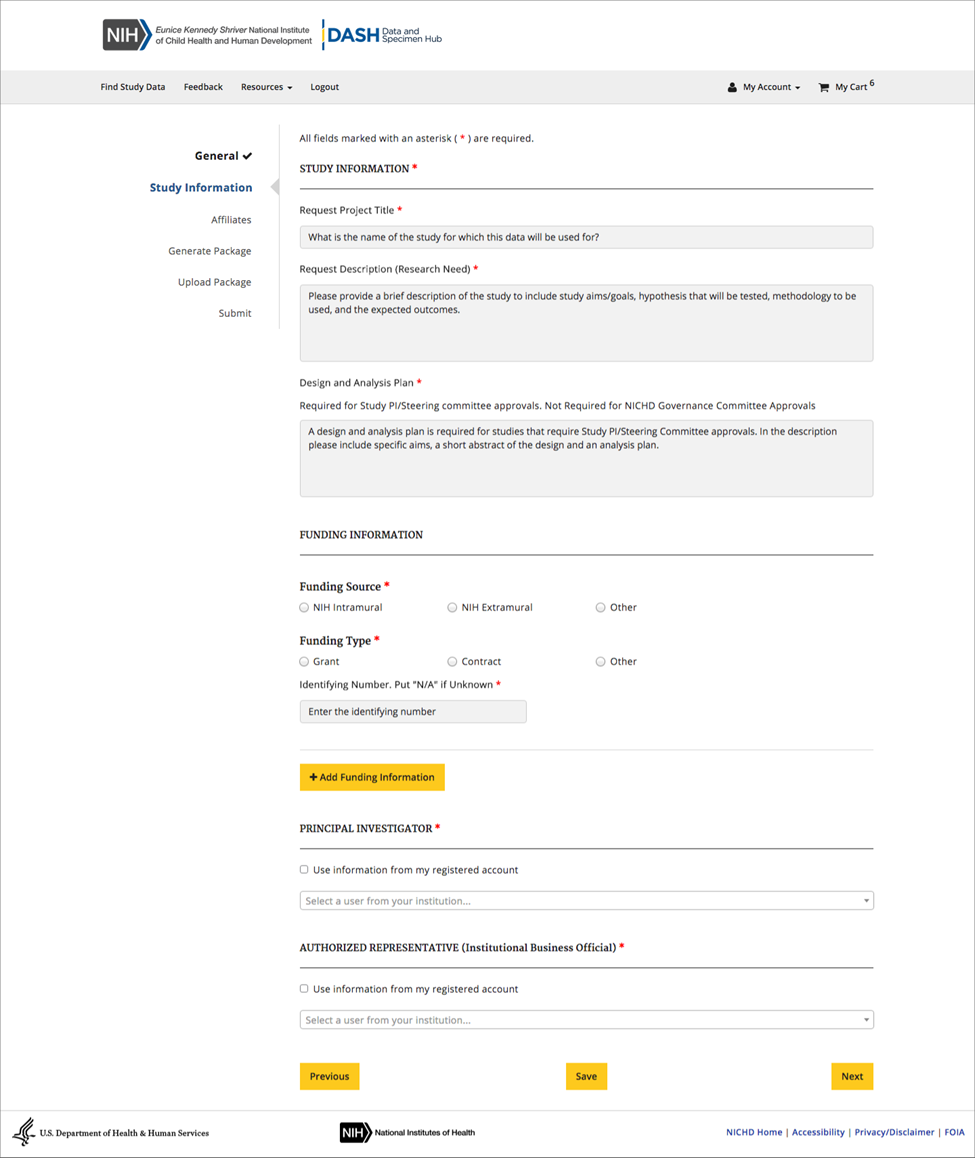 NIH Eunice Kennedy Shriver National Institute of Child Health and Human Development DASH Data and Specimen Hub
Find Study Data Feedback Resources Logout My Account My Cart 6
General
Study Information
Affiliates
Generate Package
Upload Package
Submit
All fields marked with an asterisk ( * ) are required.
STUDY INFORMATION *
Request Project Title *
What is the name of the study for which this data will be used for?
Request Description (Research Need) *
Please provide a brief description of the study to include study aims/goals, hypothesis that will be tested, methodology to be
used, and the expected outcomes.
Design and Analysis Plan *
Required for Study PI/Steering committee approvals. Not Required for NICHD Governance Committee Approvals
A design and analysis plan is required for studies that require Study PI/Steering Committee approvals. In the description
please include specific aims, a short abstract of the design and an analysis plan.
FUNDING INFORMATION
Funding Source *
NIH Intramural NIH Extramural Other
Funding Type *
Grant Contract Other
Identifying Number. Put "N/A" if Unknown *
Enter the identifying number
+ Add Funding Information
PRINCIPAL INVESTIGATOR *
Use information from my registered account
Select a user from your institution...
AUTHORIZED REPRESENTATIVE (Institutional Business Official) *
Use information from my registered account
Select a user from your institution...
Previous Save Next
U.S. Department of Health & Human Services NIH National Institutes of Health NICHD Home | Accessibility | Privacy/Disclaimer | FOIA